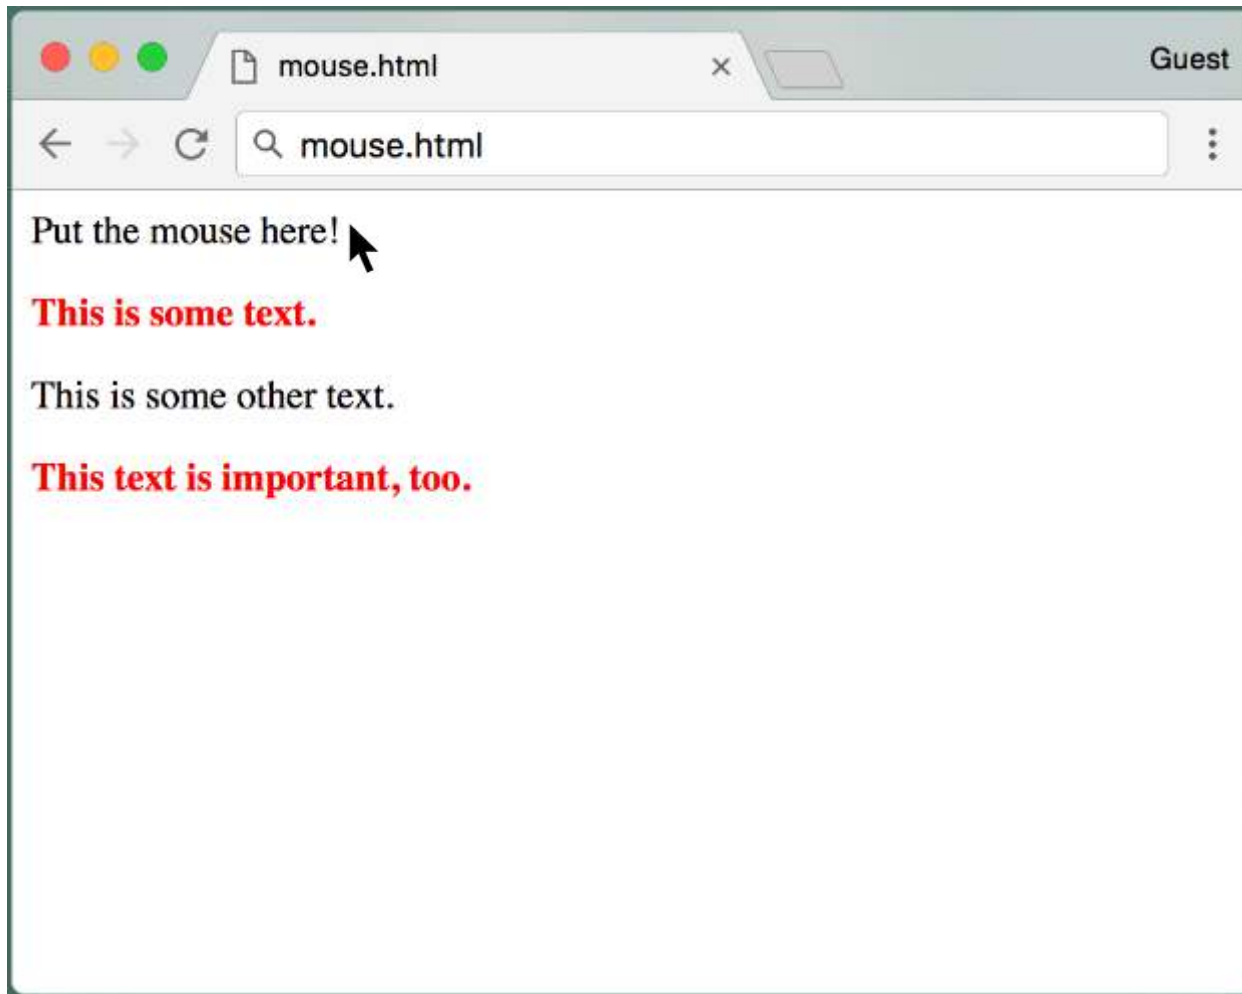 mouse.html
Guest
mouse.html
Put the mouse here!
This is some text.
This is some other text.
This text is important, too.